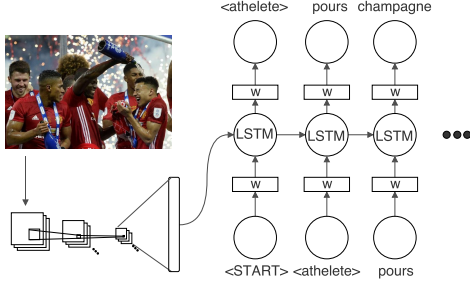 <athelete> pours champagne
w w w
LSTM LSTM LSTM
w w w
<START> <athelete> pours